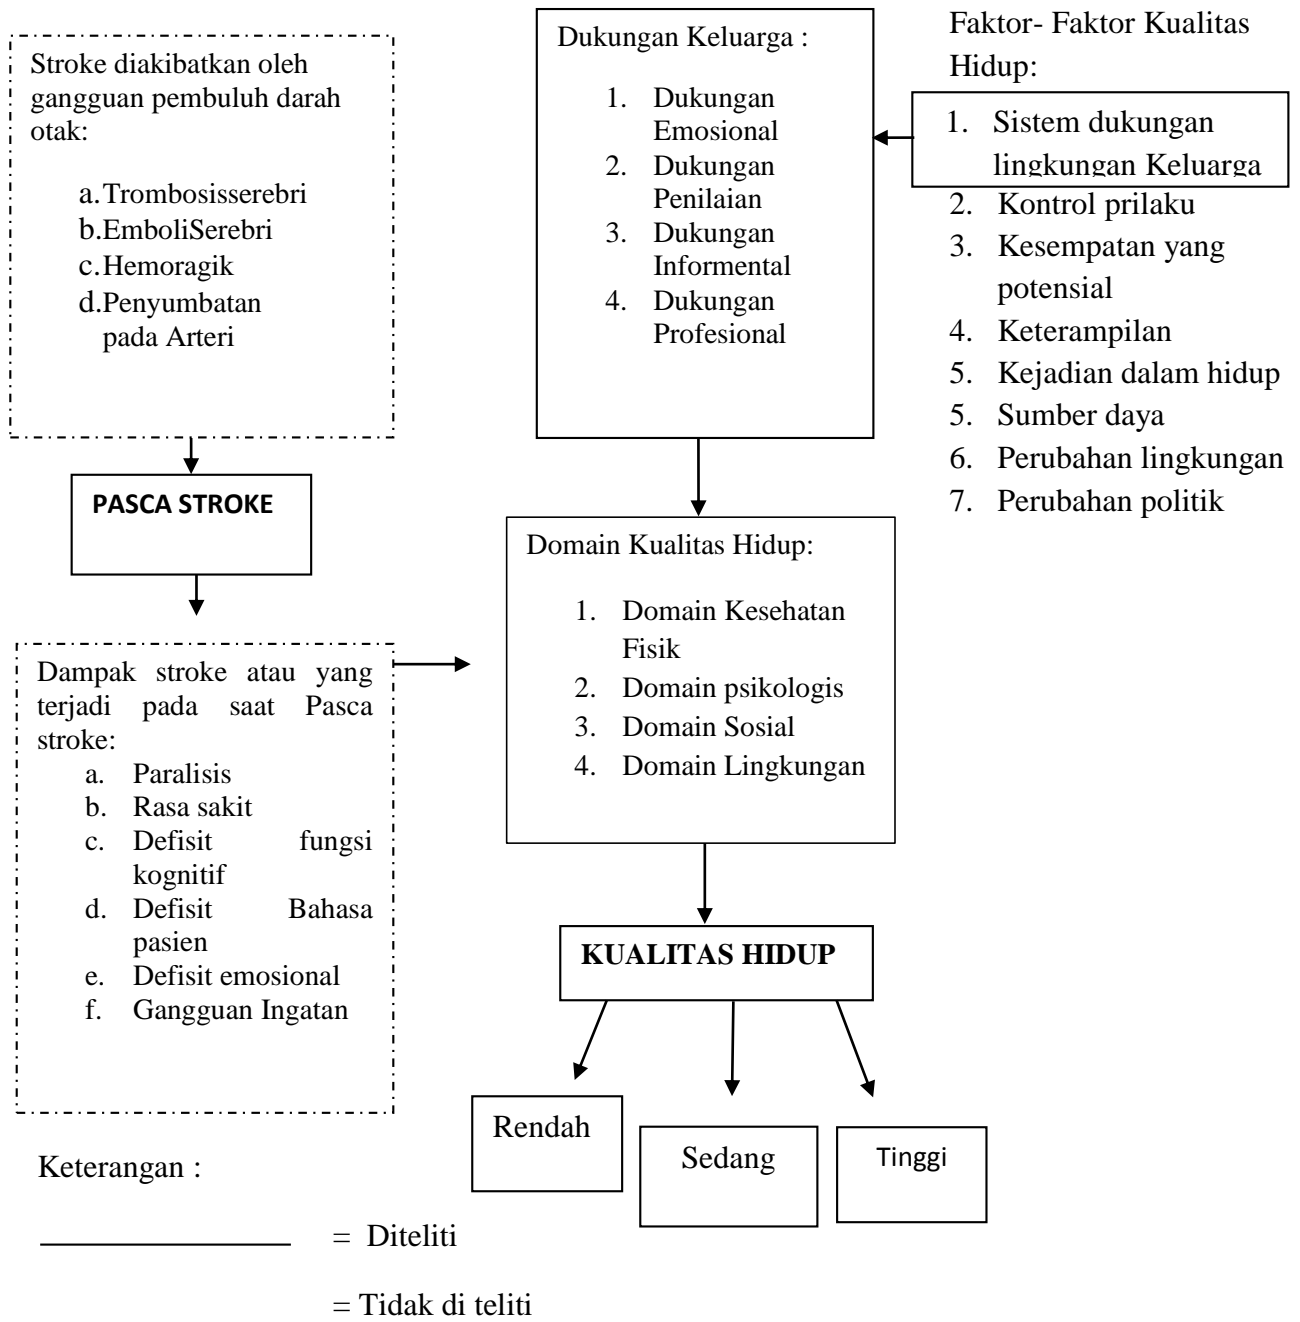 Stroke diakibatkan oleh
gangguan pembuluh darah
otak:
a.Trombosisserebri
b.EmboliSerebri
c.Hemoragik
d.Penyumbatan
pada Arteri
PASCA STROKE
Dampak stroke atau yang
terjadi pada saat Pasca
stroke:
a. Paralisis
b. Rasa sakit
c. Defisit fungsi
kognitif
d. Defisit Bahasa
pasien
e. Defisit emosional
f. Gangguan Ingatan
Dukungan Keluarga :
1. Dukungan
Emosional
2. Dukungan
Penilaian
3. Dukungan
Informental
4. Dukungan
Profesional
Faktor- Faktor Kualitas
Hidup:
1. Sistem dukungan
lingkungan Keluarga
2. Kontrol prilaku
3. Kesempatan yang
potensial
4. Keterampilan
5. Kejadian dalam hidup
5. Sumber daya
6. Perubahan lingkungan
7. Perubahan politik
Domain Kualitas Hidup:
1. Domain Kesehatan
Fisik
2. Domain psikologis
3. Domain Sosial
4. Domain Lingkungan
KUALITAS HIDUP
Rendah
Sedang
Tinggi
Keterangan :
= Diteliti
= Tidak di teliti